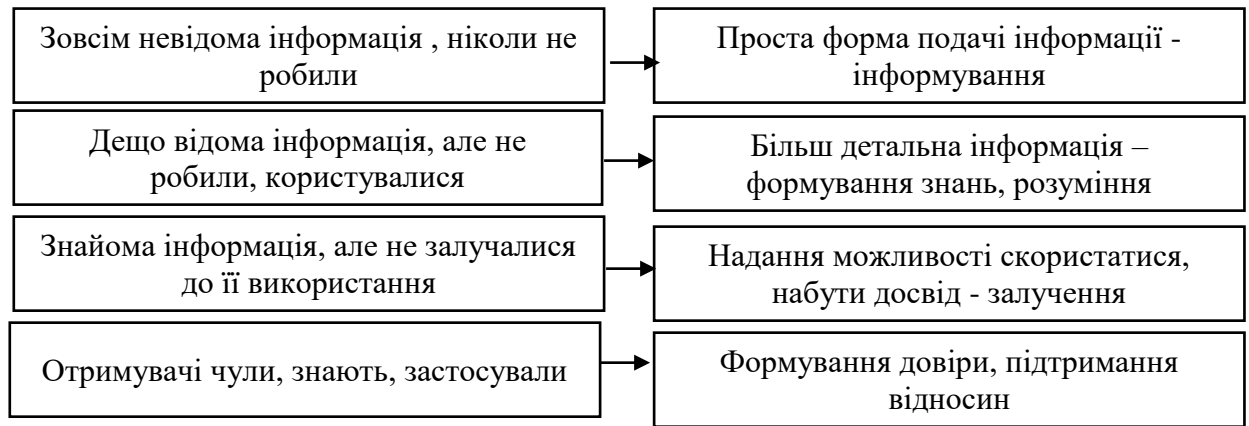 Зовсім невідома інформація , ніколи не
робили
Проста форма подачі інформації -
інформування
Дещо відома інформація, але не
робили, користувалися
Більш детальна інформація –
формування знань, розуміння
Знайома інформація, але не залучалися
до її використання
Надання можливості скористатися,
набути досвід - залучення
Отримувачі чули, знають, застосували
Формування довіри, підтримання
відносин